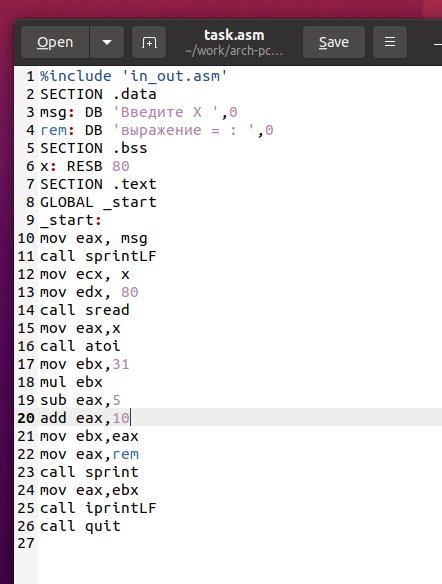 Open
task.asm
~/work/arch-pc...
Save
1 %include 'in_out.asm'
2 SECTION .data
3 msg: DB 'Введите X ',0
4 rem: DB 'выражение = : ',0
5 SECTION .bss
6 x: RESB 80
7 SECTION .text
8 GLOBAL _start
9 _start:
10 mov eax, msg
11 call sprintLF
12 mov ecx, x
13 mov edx, 80
14 call sread
15 mov eax,x
16 call atoi
17 mov ebx,31
18 mul ebx
19 sub eax,5
20 add eax,10
21 mov ebx,eax
22 mov eax,rem
23 call sprint
24 mov eax,ebx
25 call iprintLF
26 call quit
27